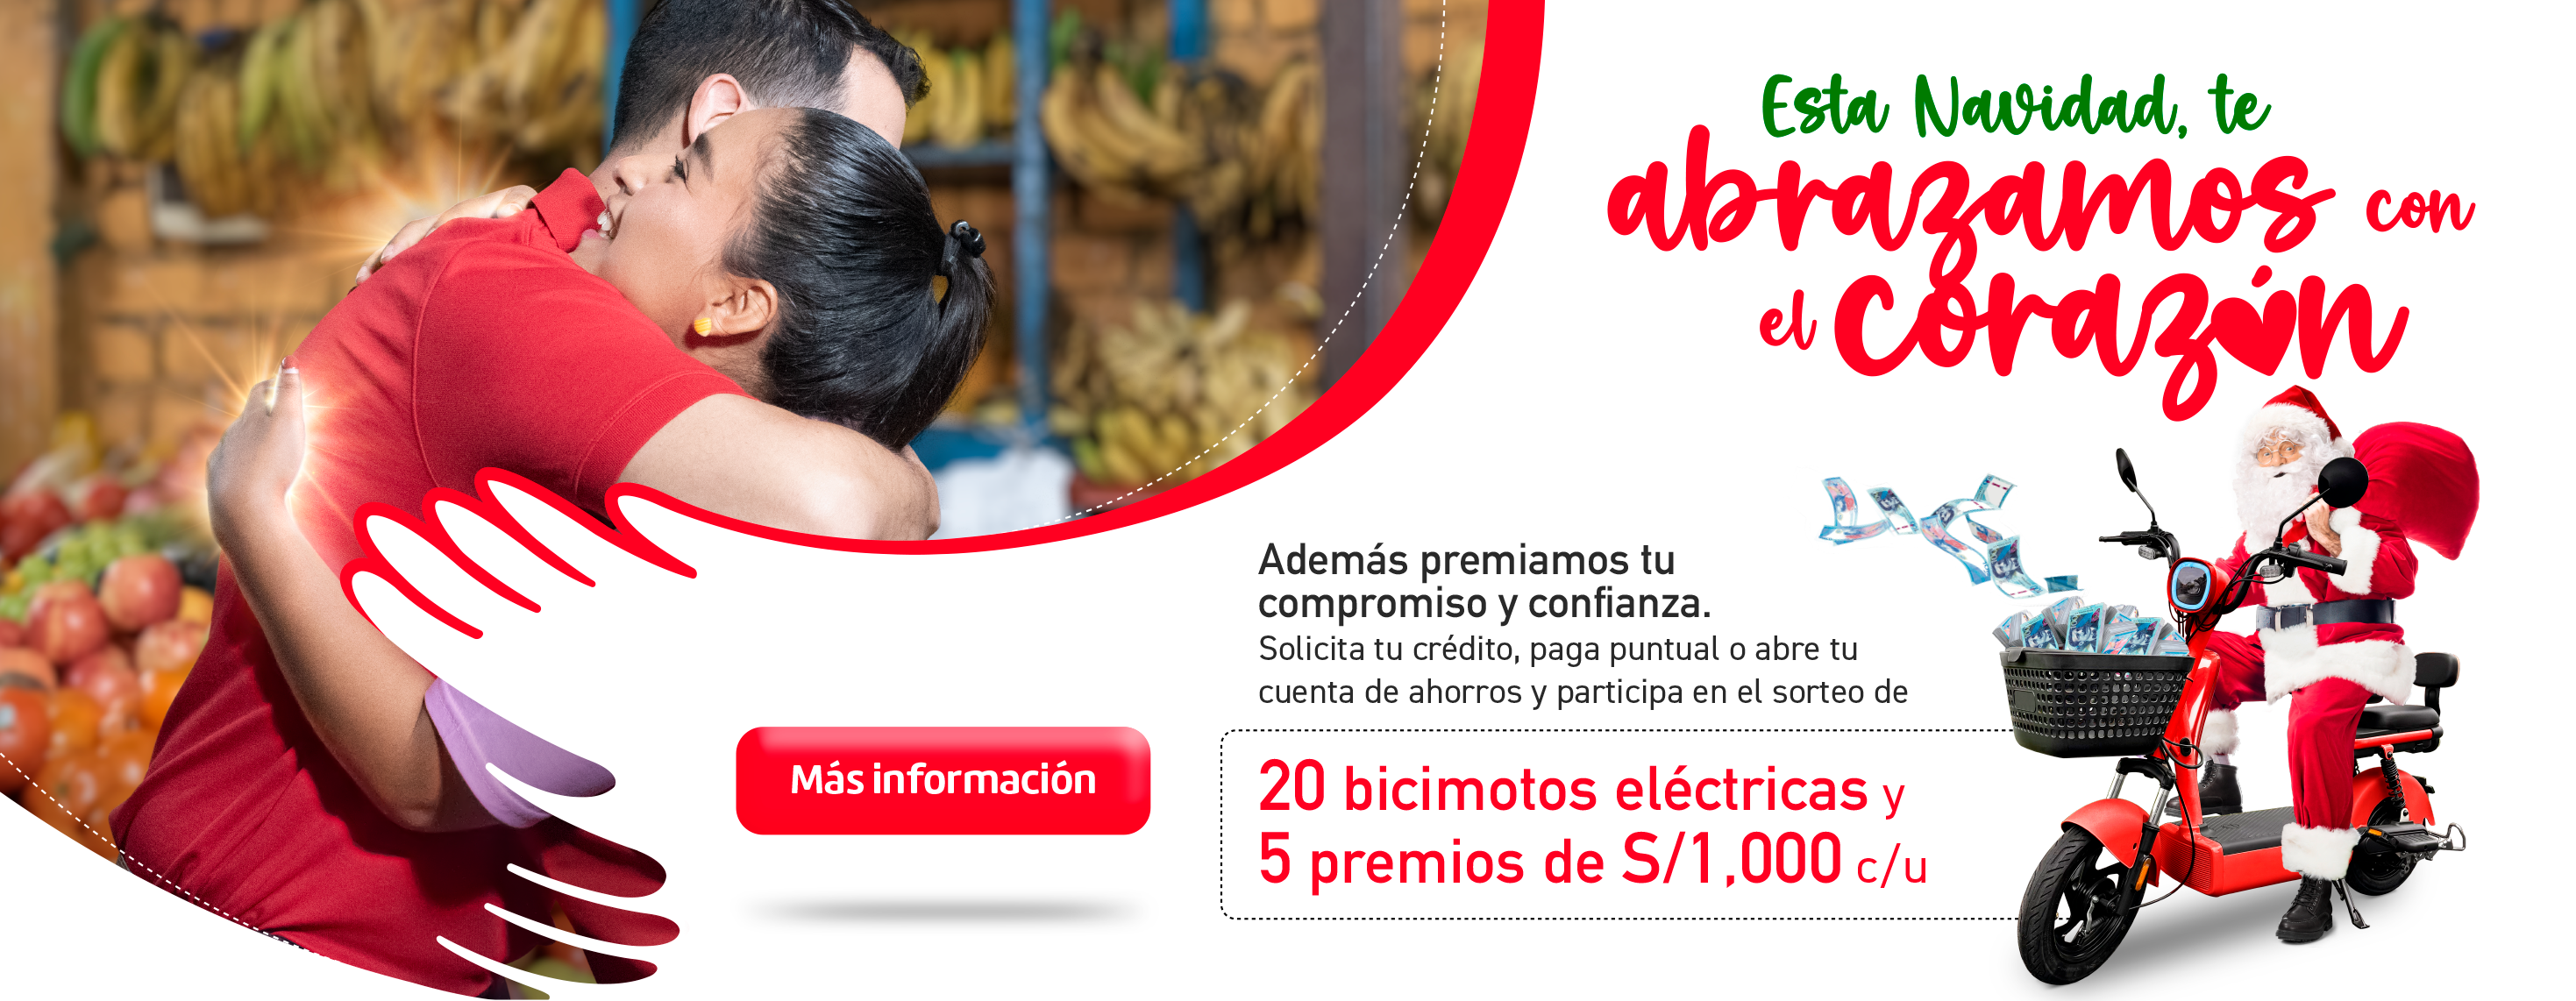 Esta Navidad, te
abrazamos con
el corazón
Además premiamos tu
compromiso y confianza.
Solicita tu crédito, paga puntual o abre tu
cuenta de ahorros y participa en el sorteo de
20 bicimotos eléctricas y
5 premios de S/1,000 c/u
Más información